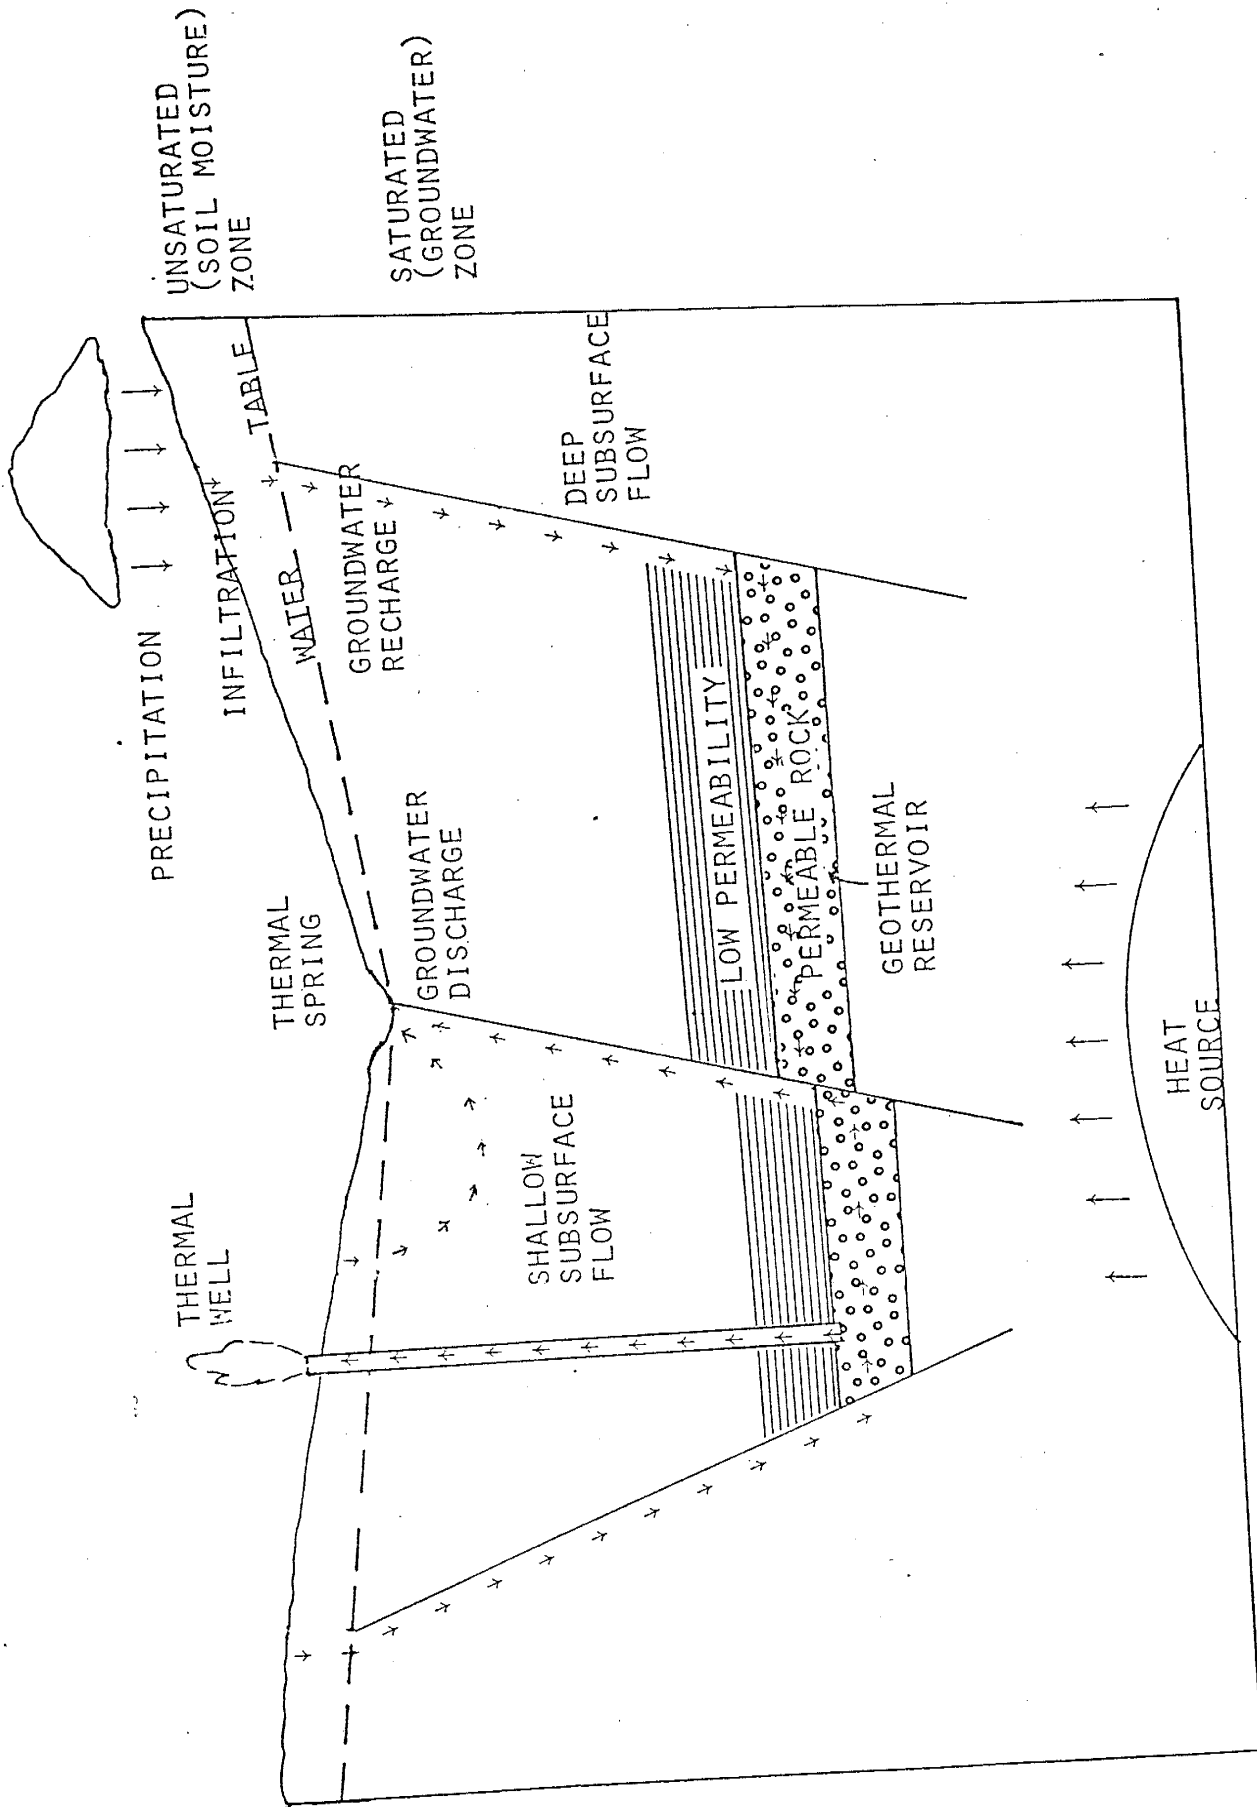 UNSATURATED
(SOIL MOISTURE)
ZONE
SATURATED
(GROUNDWATER)
ZONE
PRECIPITATION
INFILTRATION
WATER TABLE
GROUNDWATER
RECHARGE
DEEP
SUBSURFACE
FLOW
THERMAL
SPRING
GROUNDWATER
DISCHARGE
THERMAL
WELL
SHALLOW
SUBSURFACE
FLOW
LOW PERMEABILITY
PERMEABLE ROCK
GEOTHERMAL
RESERVOIR
HEAT
SOURCE